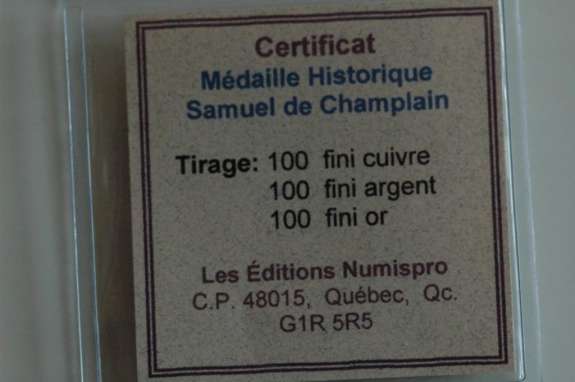 Certificat
Médaille Historique
Samuel de Champlain
Tirage: 100 fini cuivre
100 fini argent
100 fini or
Les Éditions Numispro
C.P. 48015, Québec, Qc.
G1R 5R5